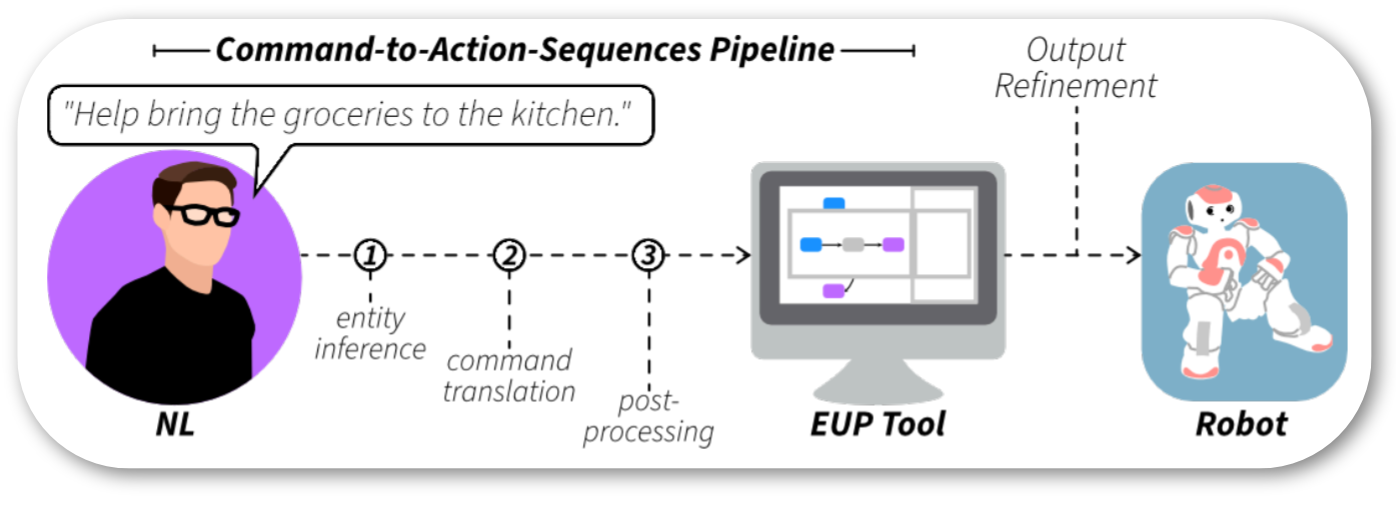 Command-to-Action-Sequences Pipeline
Output
Refinement
"Help bring the groceries to the kitchen."
1
2
3
entity
inference
command
translation
post-
processing
NL
EUP Tool
Robot